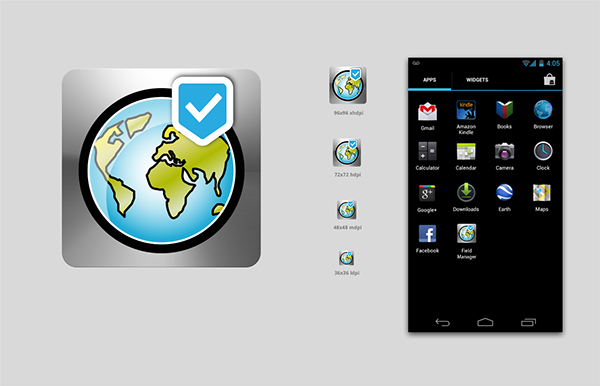 96x96 xhdpi
72x72 hdpi
48x48 mdpi
36x36 ldpi
4:05
APPS WIDGETS
Gmail
Amazon Kindle
Books
Browser
Calculator
Calendar
Camera
Clock
Google+
Downloads
Earth
Maps
Facebook
Field Manager
kindle